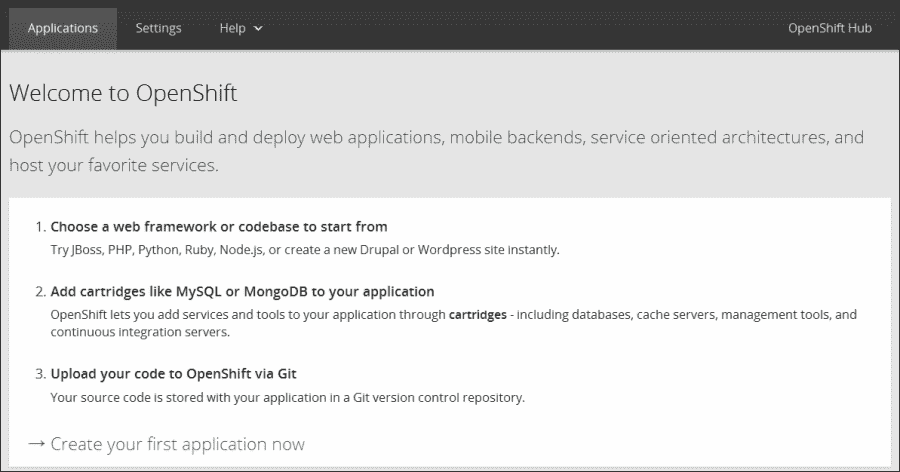 Applications Settings Help OpenShift Hub
Welcome to OpenShift
OpenShift helps you build and deploy web applications, mobile backends, service oriented architectures, and
host your favorite services.
1. Choose a web framework or codebase to start from
Try JBoss, PHP, Python, Ruby, Node.js, or create a new Drupal or Wordpress site instantly.
2. Add cartridges like MySQL or MongoDB to your application
OpenShift lets you add services and tools to your application through cartridges - including databases, cache servers, management tools, and
continuous integration servers.
3. Upload your code to OpenShift via Git
Your source code is stored with your application in a Git version control repository.
→ Create your first application now